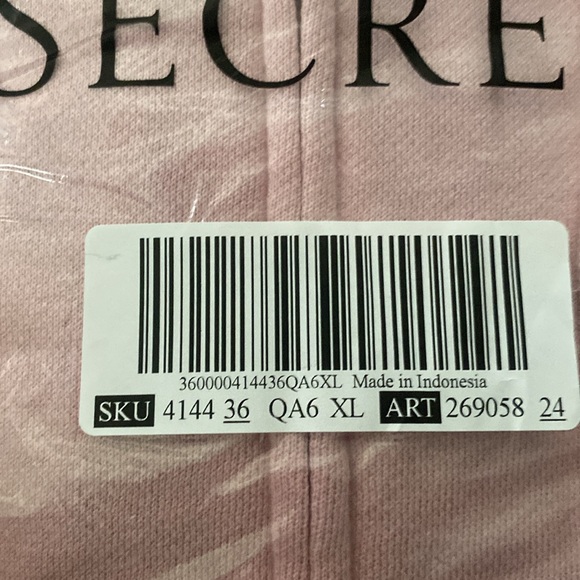 SECRE
360000414436QA6XL Made in Indonesia
SKU 4144 36 QA6 XL ART 269058 24